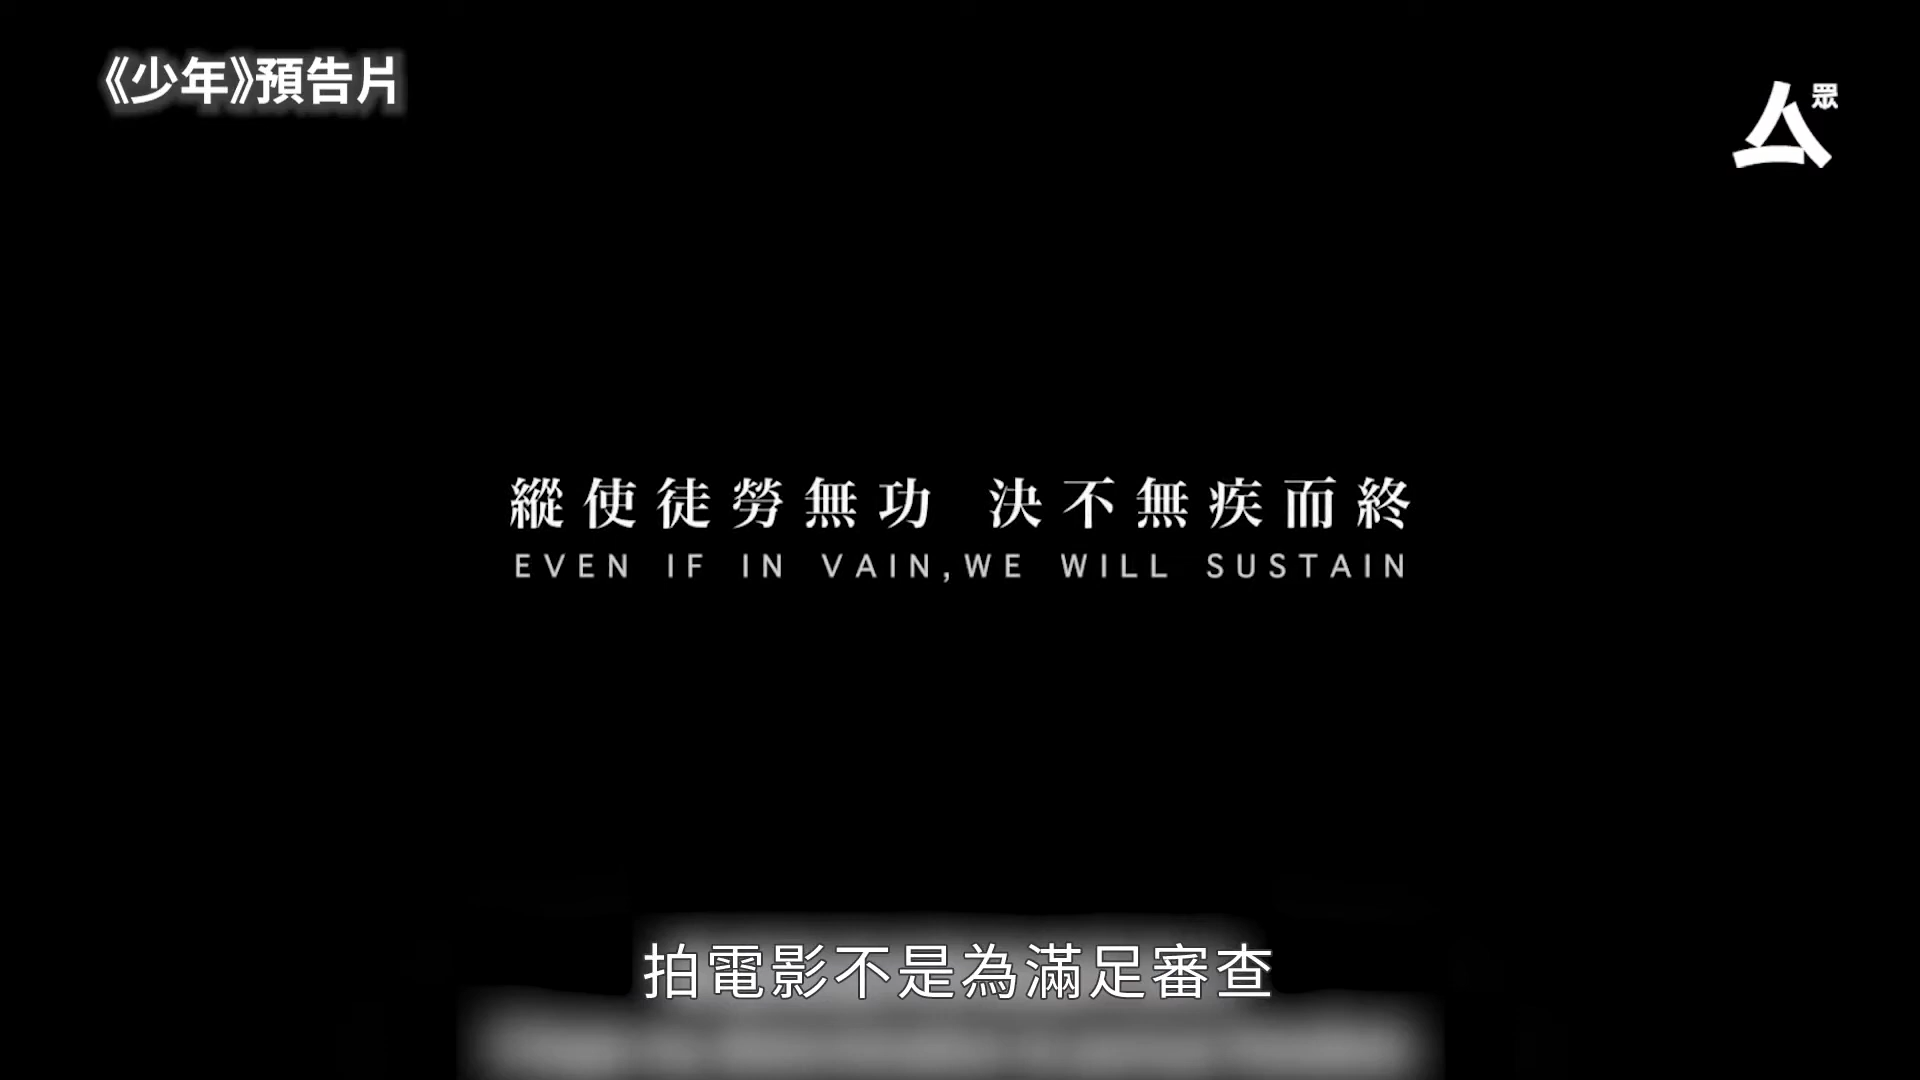 《少年》預告片
眾
縱使徒勞無功 決不無疾而終
EVEN IF IN VAIN,WE WILL SUSTAIN
拍電影不是為滿足審查